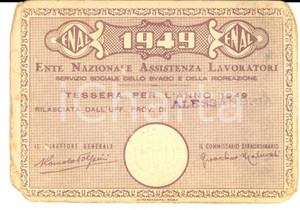 ENAL 1949 ENAL
ENTE NAZIONALE ASSISTENZA LAVORATORI
SERVIZIO SOCIALE DELLO SVAGO E DELLA RICREAZIONE
TESSERA PER L'ANNO 1949
RILASCIATA DALL'UFF. PROV. DI ALESS
IL DIRETTORE GENERALE IL COMMISSARIO STRAORDINARIO